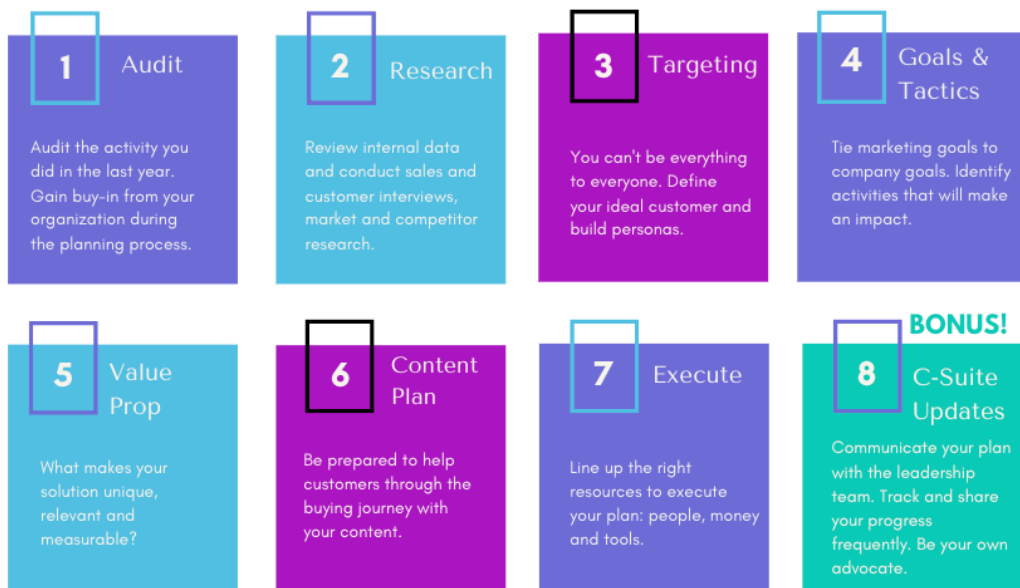 1
Audit
Audit the activity you
did in the last year.
Gain buy-in from your
organization during
the planning process.
2
Research
Review internal data
and conduct sales and
customer interviews,
market and competitor
research.
3
Targeting
You can't be everything
to everyone. Define
your ideal customer and
build personas.
4
Goals &
Tactics
Tie marketing goals to
company goals. Identify
activities that will make
an impact.
5
Value
Prop
What makes your
solution unique,
relevant and
measurable?
6
Content
Plan
Be prepared to help
customers through the
buying journey with
your content.
7
Execute
Line up the right
resources to execute
your plan: people, money
and tools.
BONUS!
8
C-Suite
Updates
Communicate your plan
with the leadership
team. Track and share
your progress
frequently. Be your own
advocate.